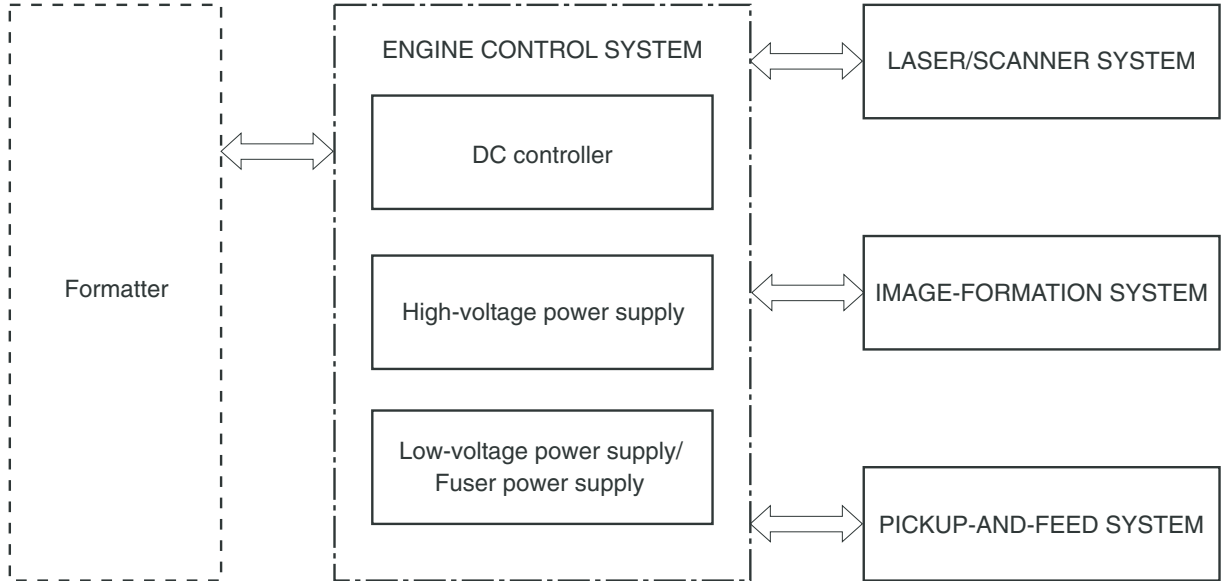 ENGINE CONTROL SYSTEM
LASER/SCANNER SYSTEM
DC controller
Formatter
High-voltage power supply
IMAGE-FORMATION SYSTEM
Low-voltage power supply/
Fuser power supply
PICKUP-AND-FEED SYSTEM